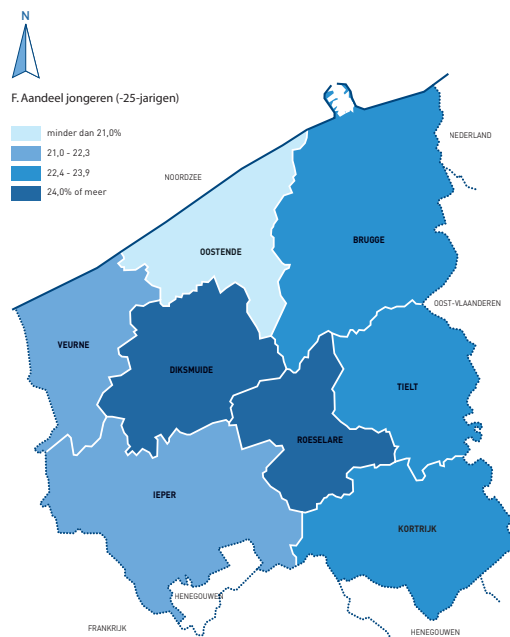 N
F. Aandeel jongeren (-25-jarigen)
minder dan 21,0%
21,0 - 22,3
22,4 - 23,9
24,0% of meer
NOORDZEE
NEDERLAND
BRUGGE
OOSTENDE
OOST-VLAANDEREN
VEURNE
DIKSMUIDE
TIELT
ROESELARE
IEPER
KORTRIJK
HENEGOUWEN
FRANKRIJK
HENEGOUWEN